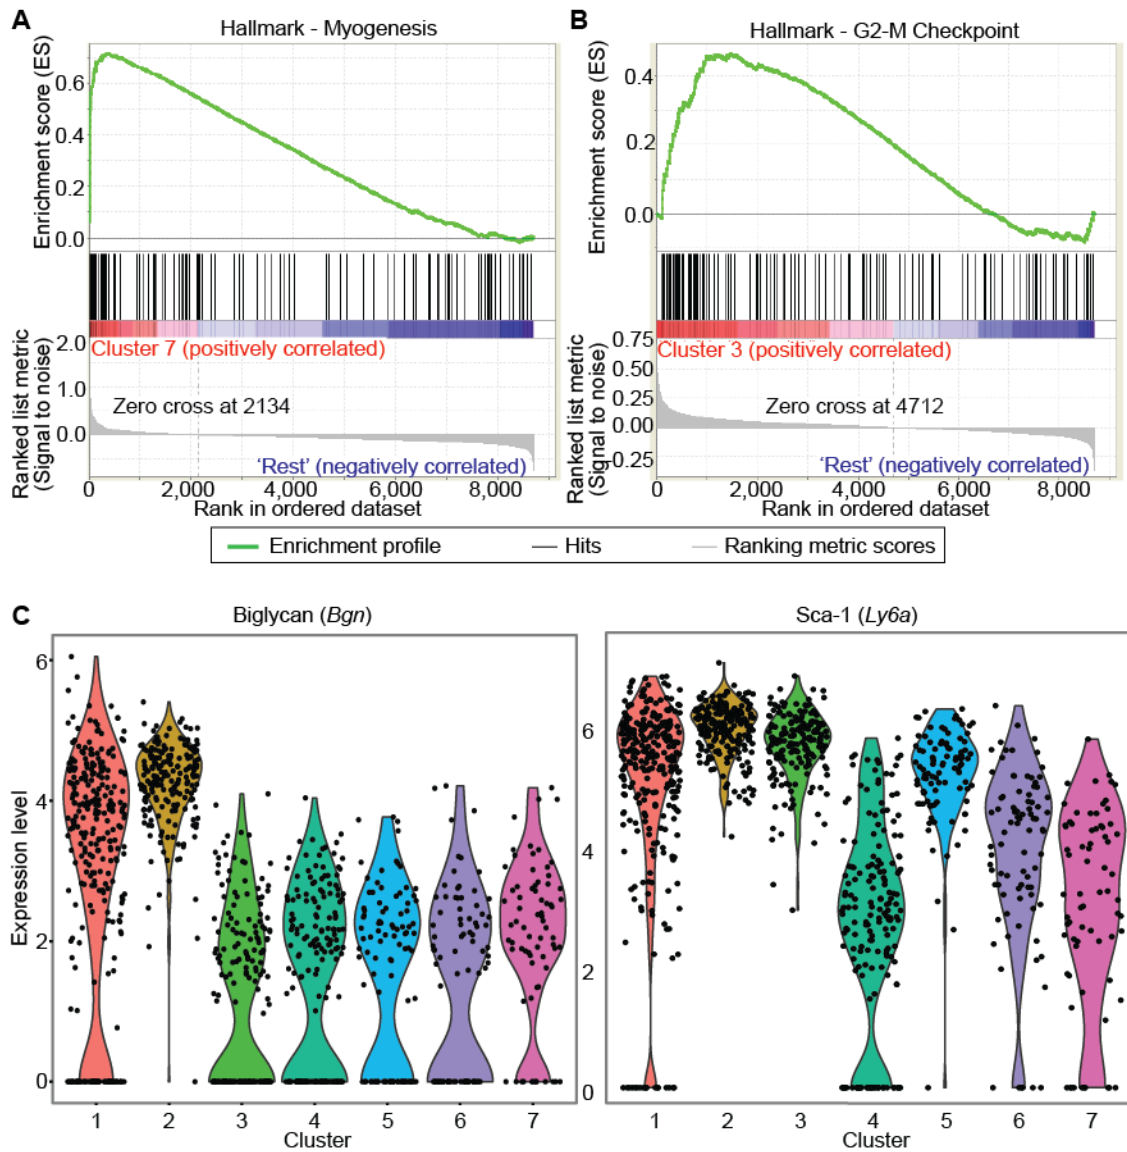 A
Hallmark - Myogenesis
Enrichment score (ES)
0.6
0.4
0.2
0.0
Cluster 7 (positively correlated)
Ranked list metric
(Signal to noise)
2.0
1.0
0.0
Zero cross at 2134
'Rest' (negatively correlated)
0 2,000 4,000 6,000 8,000
Rank in ordered dataset
B
Hallmark - G2-M Checkpoint
Enrichment score (ES)
0.4
0.2
0.0
Cluster 3 (positively correlated)
Ranked list metric
(Signal to noise)
0.75
0.50
0.25
0.00
-0.25
Zero cross at 4712
'Rest' (negatively correlated)
0 2,000 4,000 6,000 8,000
Rank in ordered dataset
Enrichment profile Hits Ranking metric scores
C
Biglycan (Bgn)
Expression level
6
4
2
0
1 2 3 4 5 6 7
Cluster
Sca-1 (Ly6a)
6
4
2
0
1 2 3 4 5 6 7
Cluster